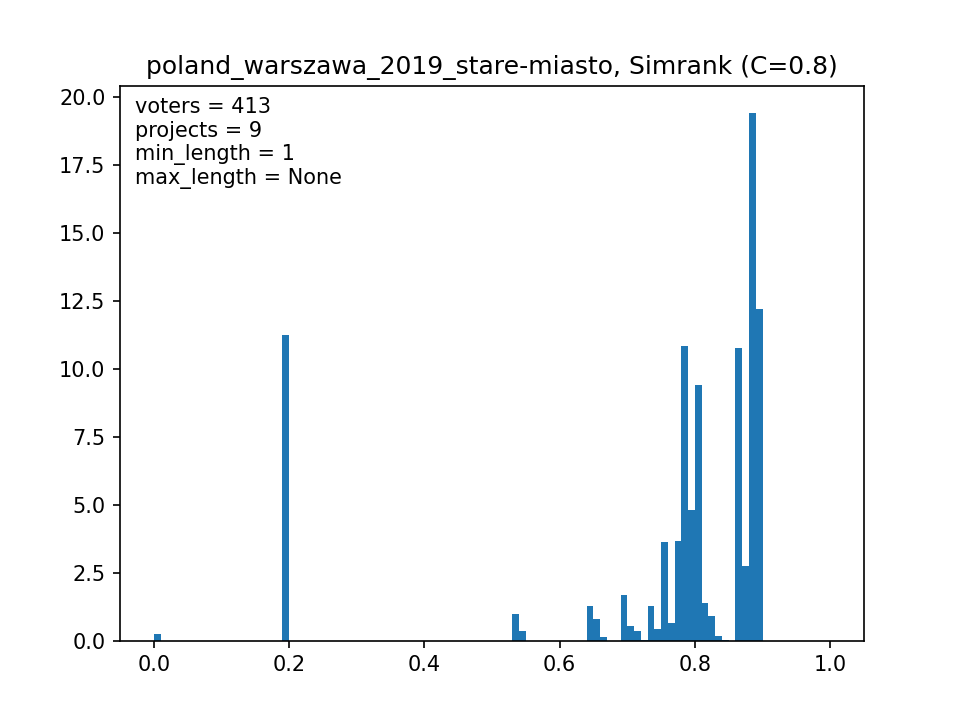 poland_warszawa_2019_stare-miasto, Simrank (C=0.8)
voters = 413
projects = 9
min_length = 1
max_length = None
20.0
17.5
15.0
12.5
10.0
7.5
5.0
2.5
0.0
0.0 0.2 0.4 0.6 0.8 1.0